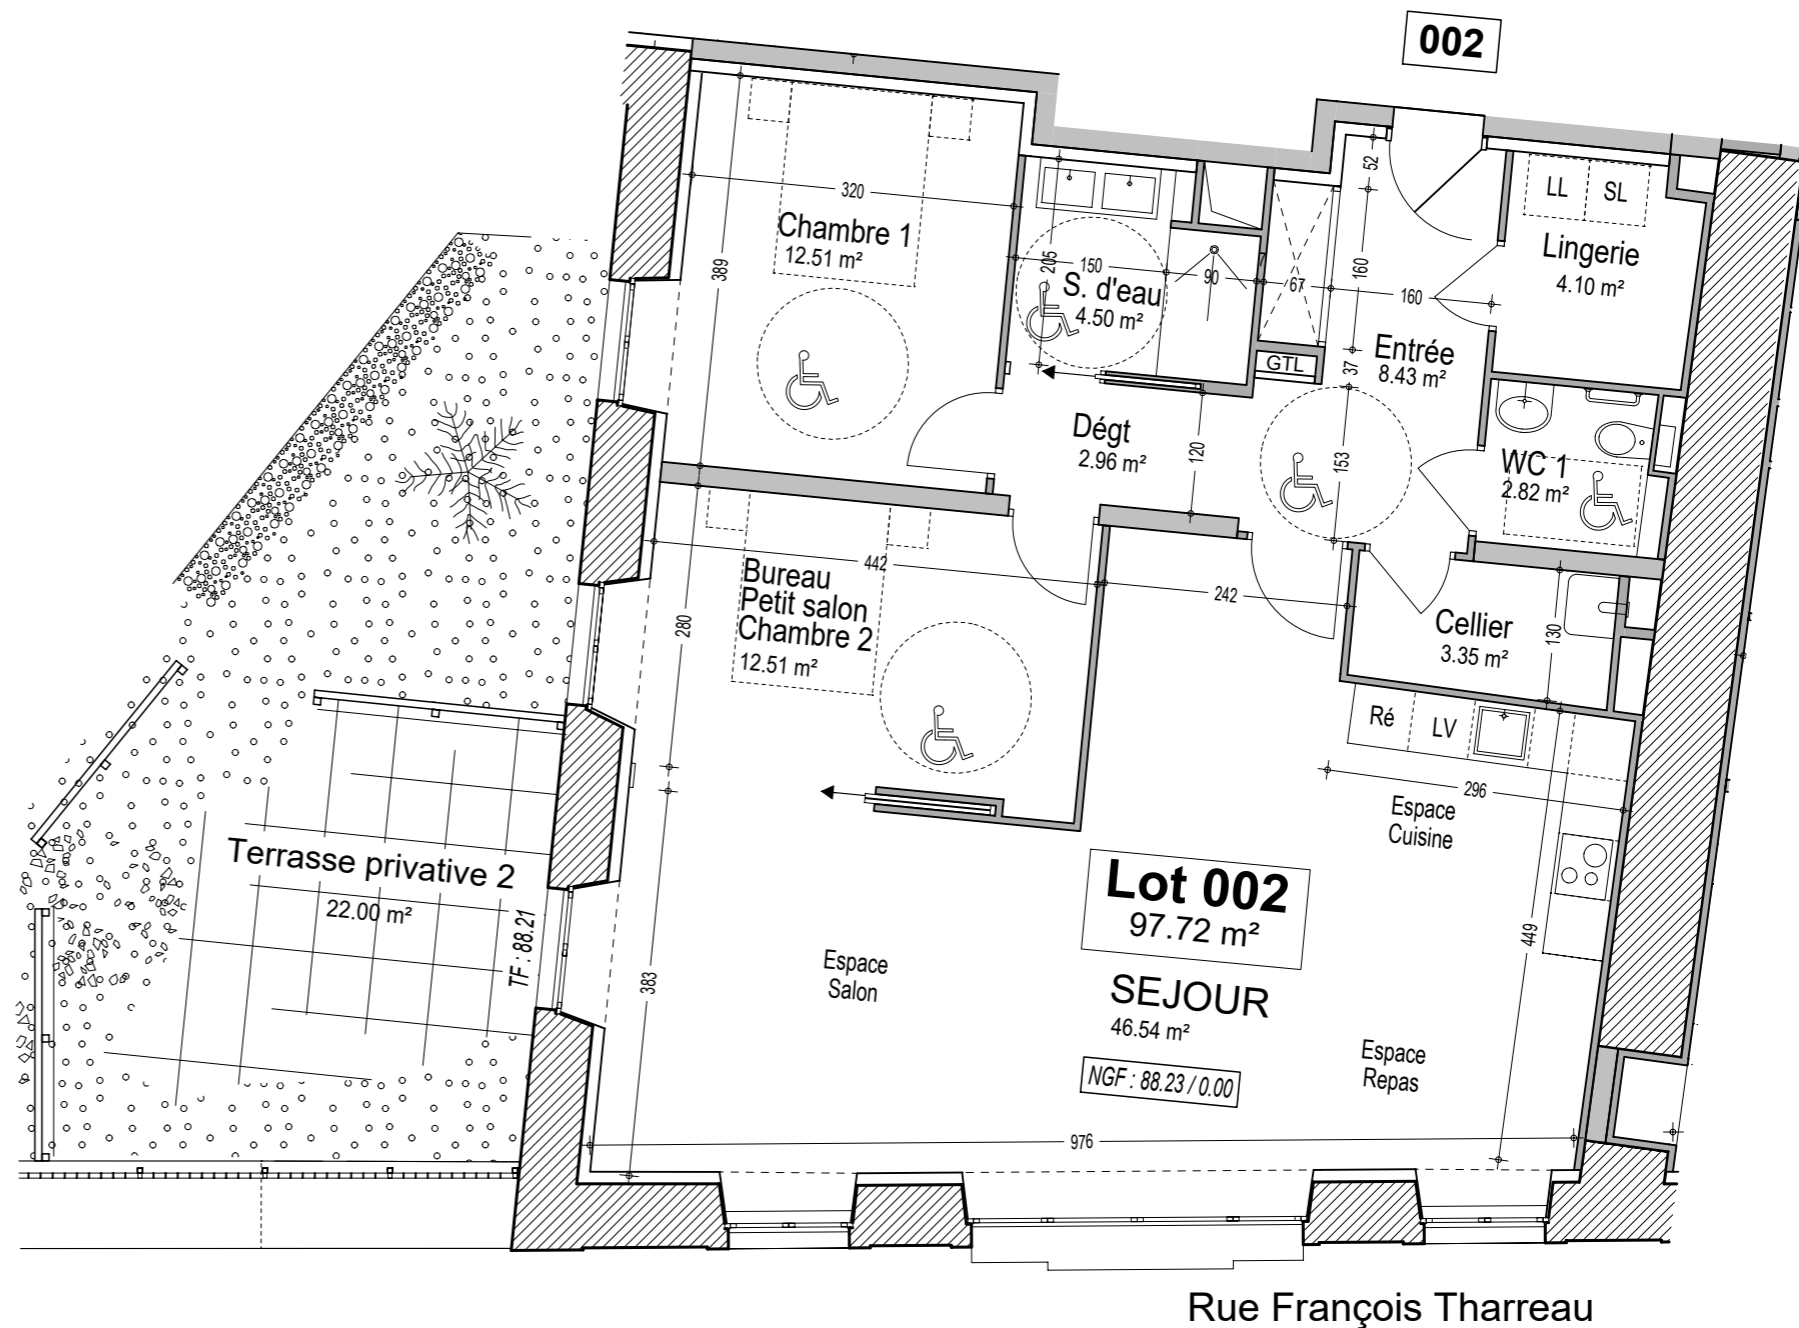 002
52
LL
SL
320
Chambre 1
12.51 m²
389
Lingerie
4.10 m²
205
150
S. d'eau
4.50 m²
90
67
160
160
Entrée
8.43 m²
GTL
37
Dégt
2.96 m²
120
153
WC 1
2.82 m²
442
Bureau
Petit salon
Chambre 2
12.51 m²
280
242
Cellier
3.35 m²
130
Ré
LV
296
Espace
Cuisine
Terrasse privative 2
22.00 m²
TF : 88.21
Lot 002
97.72 m²
449
383
Espace
Salon
SEJOUR
46.54 m²
Espace
Repas
NGF : 88.23 / 0.00
976
Rue François Tharreau